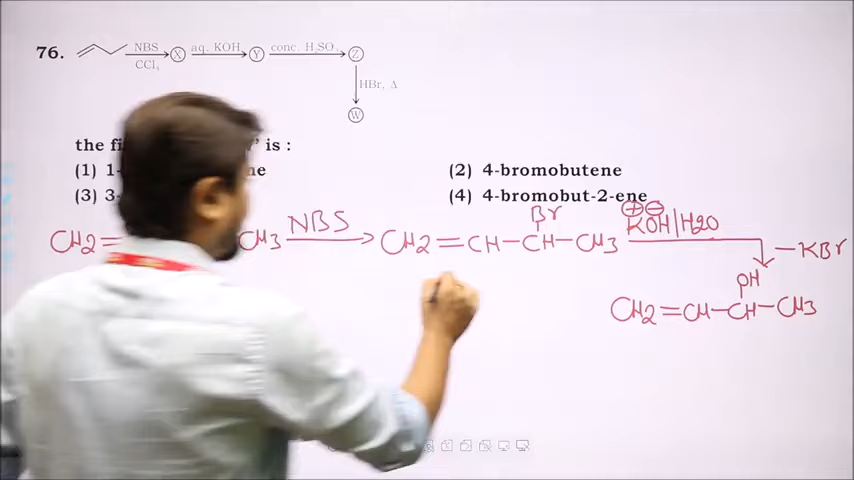 76. NBS CCl₄ X aq. KOH Y conc. H₂SO₄ Z
HBr, Δ
W
the fi ' is :
(1) 1- ne (2) 4-bromobutene
(3) 3- (4) 4-bromobut-2-ene
CH2= CH3 NBS CH2=CH-CH-CH3 Br ⊕ ⊖ KOH|H2O
-KBr
OH
CH2=CH-CH-CH3